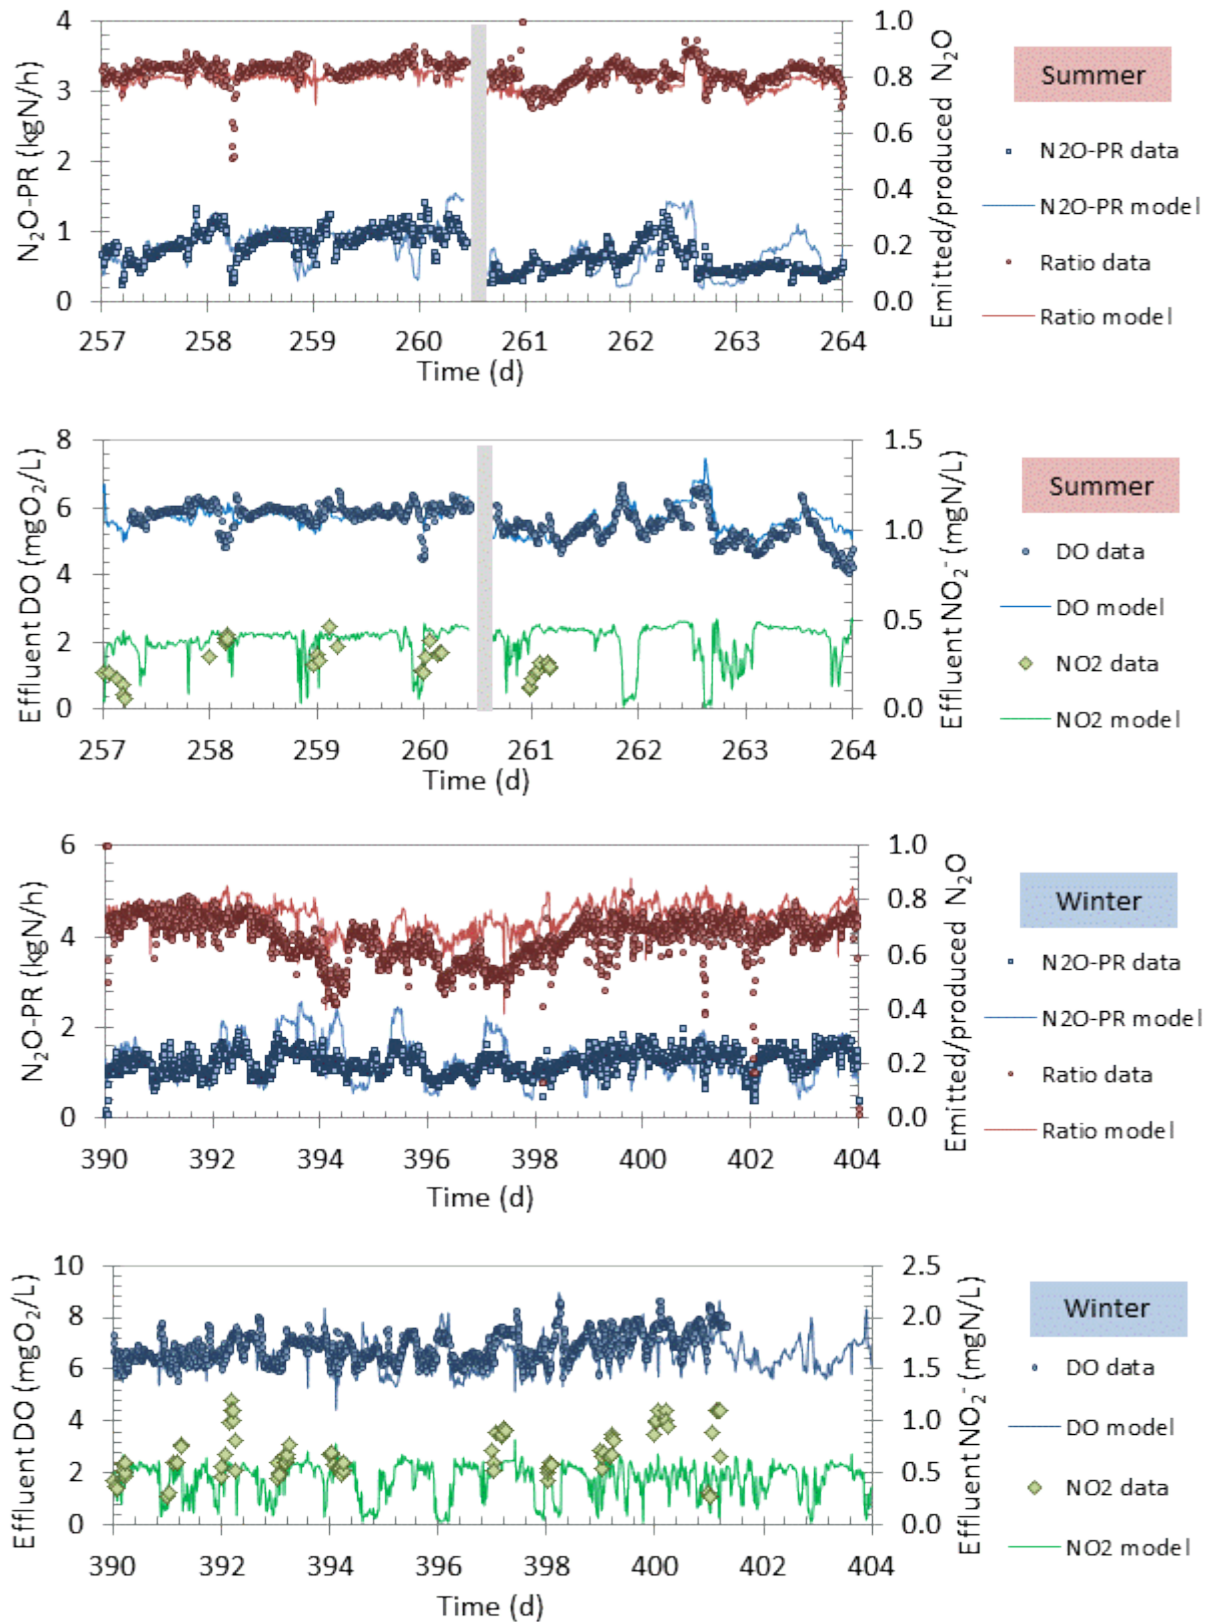 N₂O-PR (kgN/h)
4
3
2
1
0
1.0
0.8
0.6
0.4
0.2
0.0
Emitted/produced N₂O
257 258 259 260 261 262 263 264
Time (d)
Summer
N2O-PR data
N2O-PR model
Ratio data
Ratio model
Effluent DO (mgO₂/L)
8
6
4
2
0
1.5
1.0
0.5
0.0
Effluent NO₂⁻ (mgN/L)
257 258 259 260 261 262 263 264
Time (d)
Summer
DO data
DO model
NO2 data
NO2 model
N₂O-PR (kgN/h)
6
4
2
0
1.0
0.8
0.6
0.4
0.2
0.0
Emitted/produced N₂O
390 392 394 396 398 400 402 404
Time (d)
Winter
N2O-PR data
N2O-PR model
Ratio data
Ratio model
Effluent DO (mgO₂/L)
10
8
6
4
2
0
2.5
2.0
1.5
1.0
0.5
0.0
Effluent NO₂⁻ (mgN/L)
390 392 394 396 398 400 402 404
Time (d)
Winter
DO data
DO model
NO2 data
NO2 model